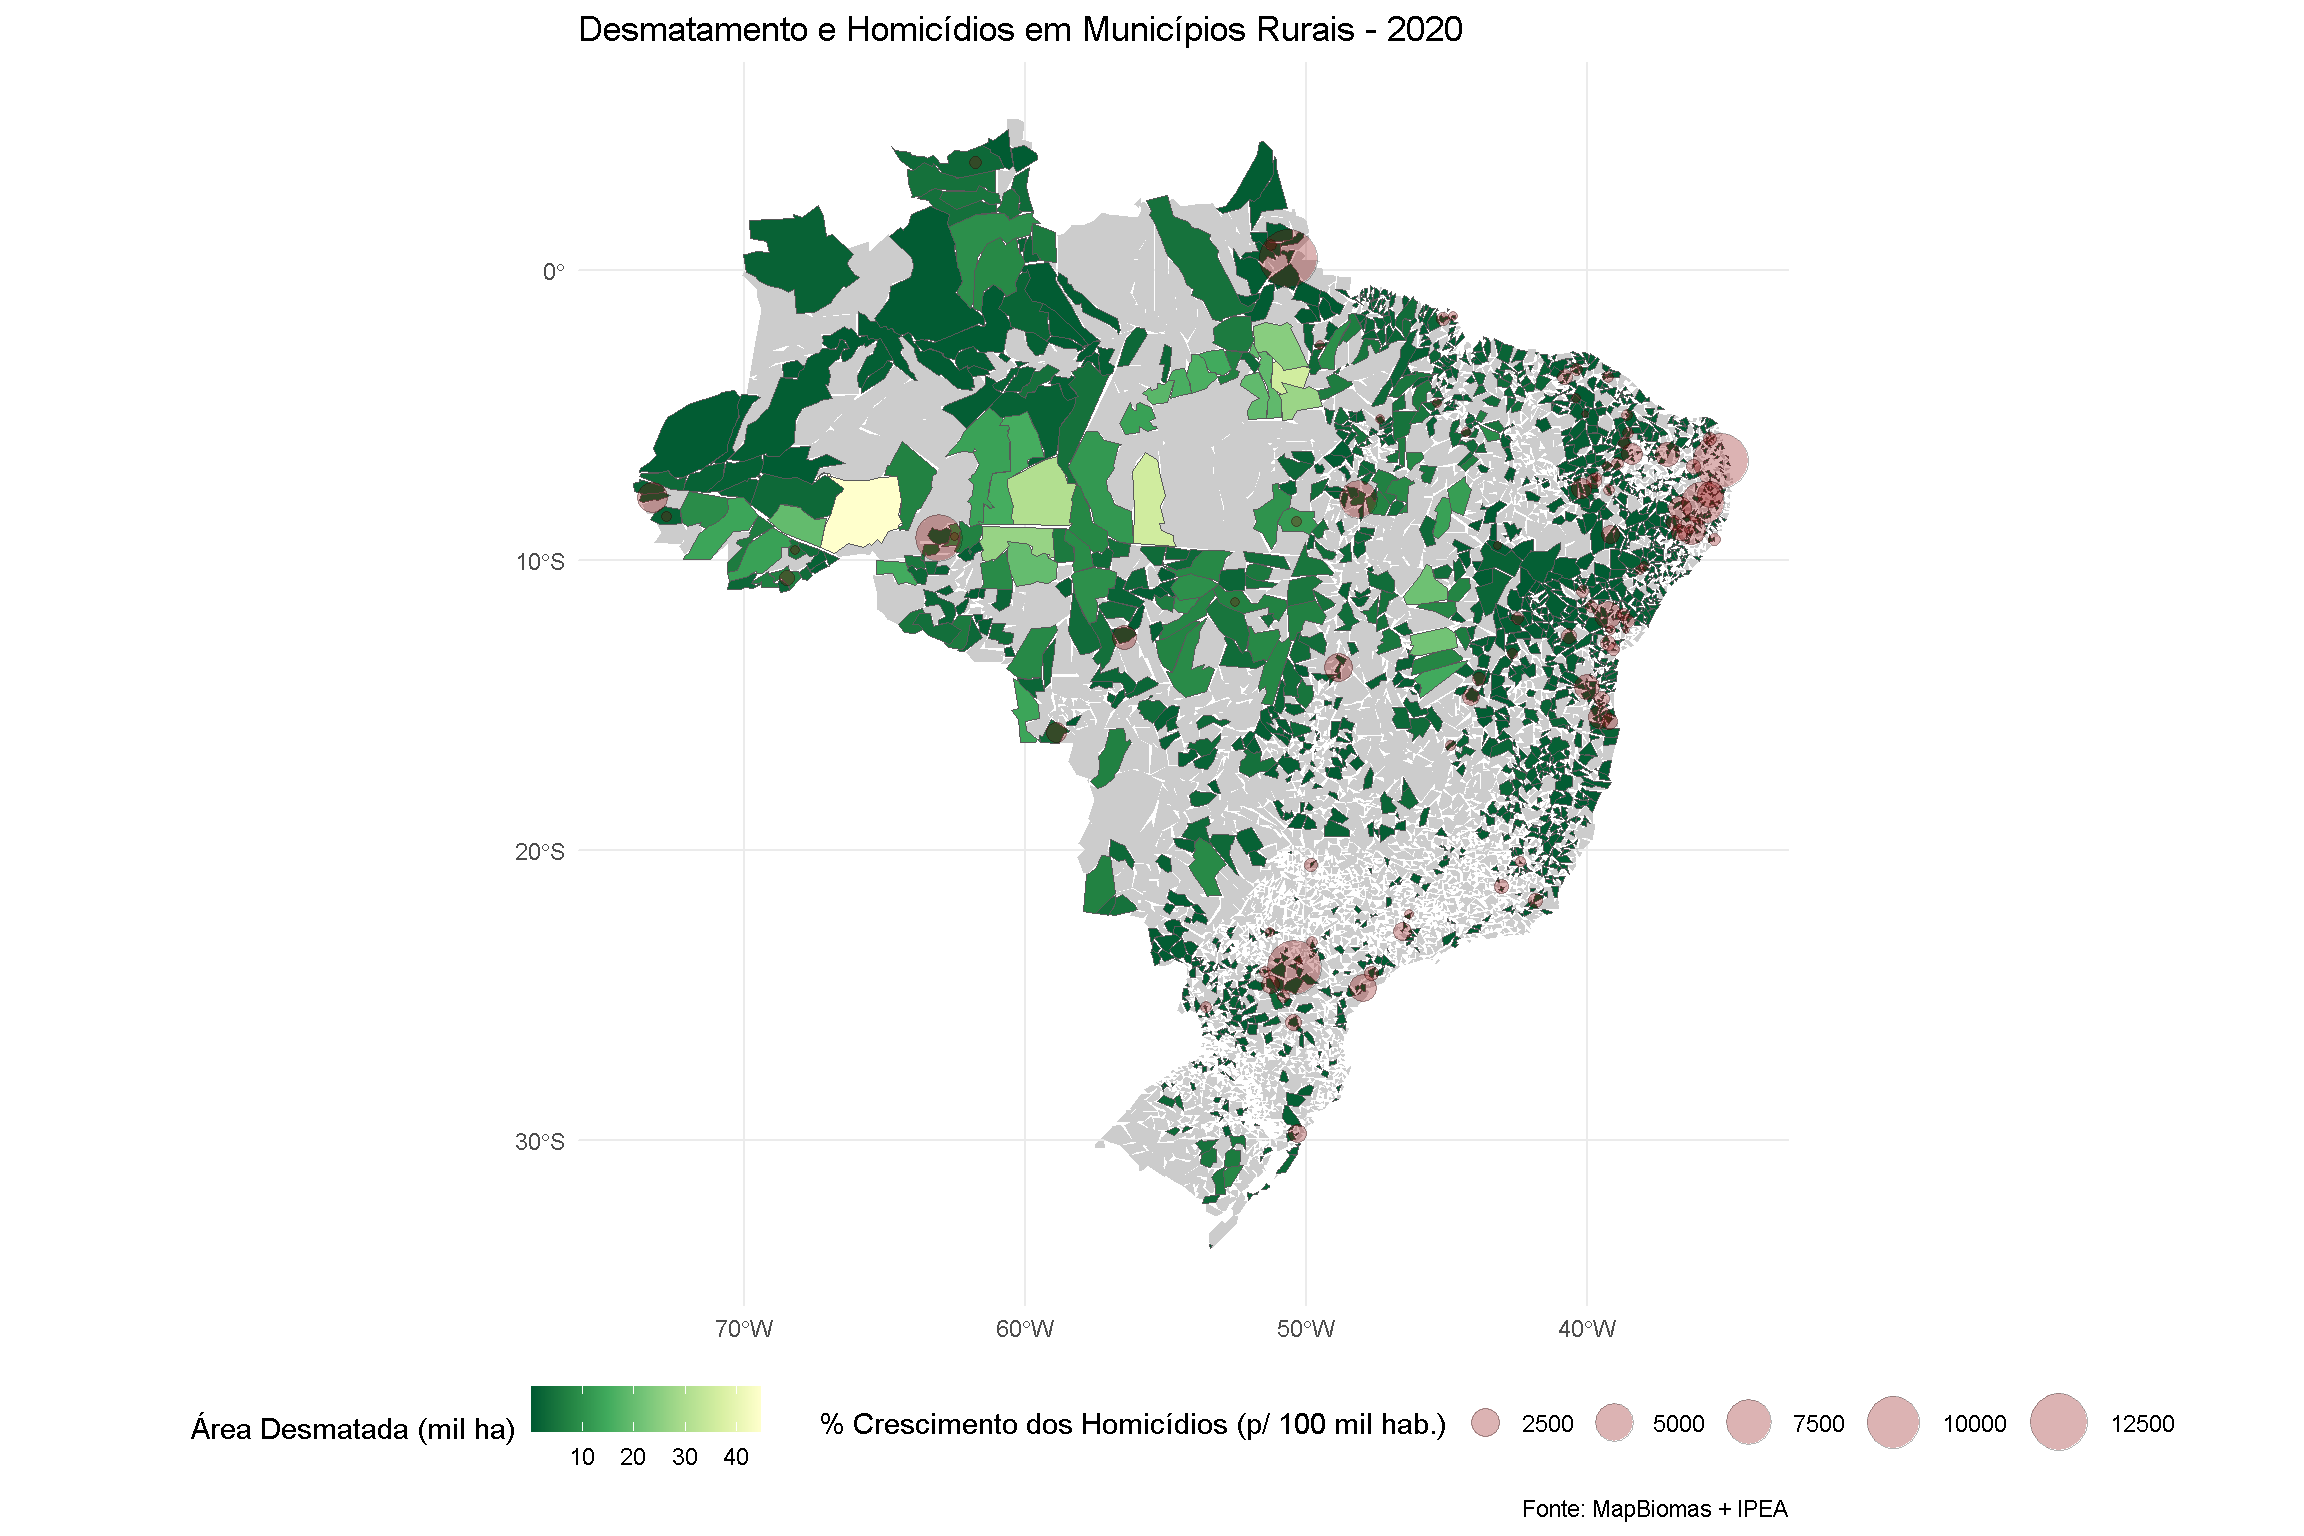 Desmatamento e Homicídios em Municípios Rurais - 2020
0°
10°S
20°S
30°S
70°W 60°W 50°W 40°W
Área Desmatada (mil ha)
10 20 30 40
% Crescimento dos Homicídios (p/ 100 mil hab.) 2500 5000 7500 10000 12500
Fonte: MapBiomas + IPEA